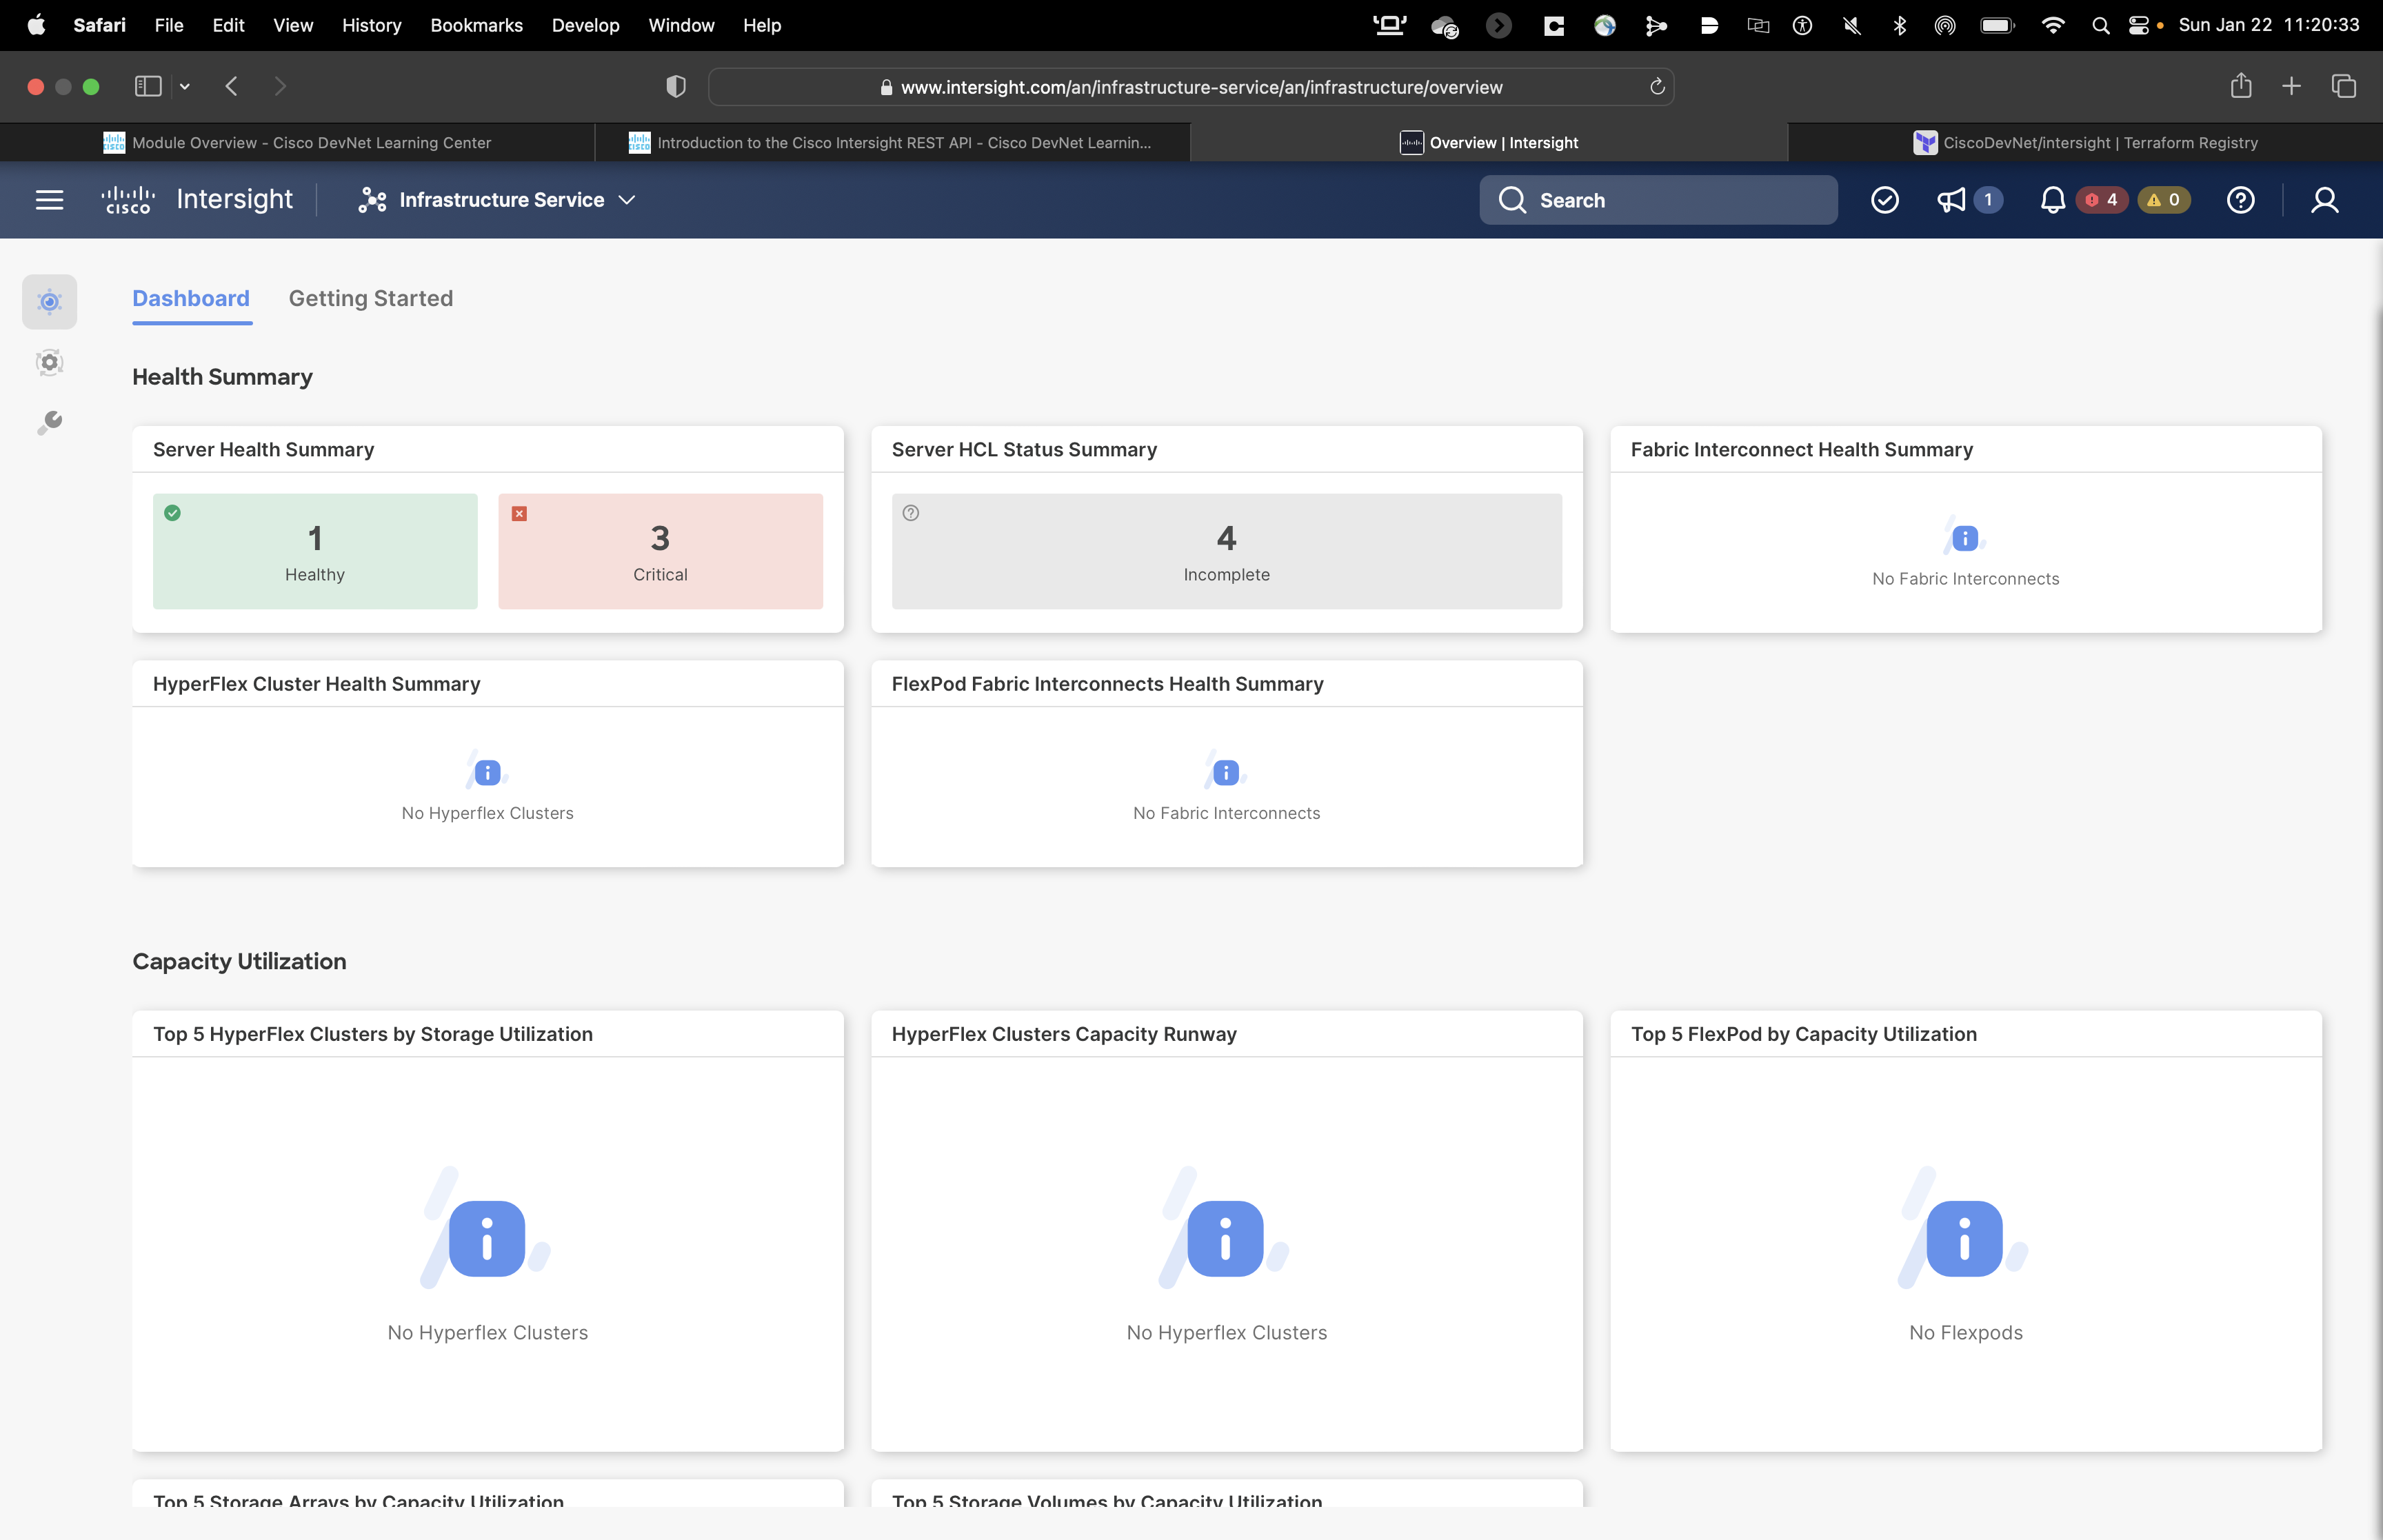 Safari File Edit View History Bookmarks Develop Window Help Sun Jan 22 11:20:33
www.intersight.com/an/infrastructure-service/an/infrastructure/overview
Module Overview - Cisco DevNet Learning Center
Introduction to the Cisco Intersight REST API - Cisco DevNet Learnin...
Overview | Intersight
CiscoDevNet/intersight | Terraform Registry
CISCO Intersight Infrastructure Service Search 1 4 0
Dashboard Getting Started
Health Summary
Server Health Summary
1
Healthy
3
Critical
Server HCL Status Summary
4
Incomplete
Fabric Interconnect Health Summary
No Fabric Interconnects
HyperFlex Cluster Health Summary
No Hyperflex Clusters
FlexPod Fabric Interconnects Health Summary
No Fabric Interconnects
Capacity Utilization
Top 5 HyperFlex Clusters by Storage Utilization
No Hyperflex Clusters
HyperFlex Clusters Capacity Runway
No Hyperflex Clusters
Top 5 FlexPod by Capacity Utilization
No Flexpods
Top 5 Storage Arrays by Capacity Utilization
Top 5 Storage Volumes by Capacity Utilization